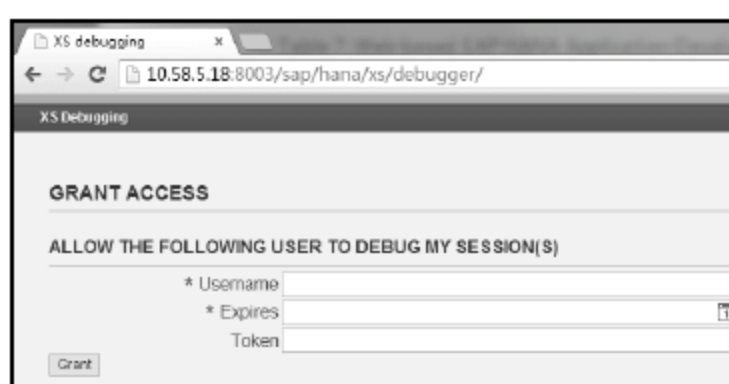 XS debugging ×
10.58.5.18:8003/sap/hana/xs/debugger/
XS Debugging
GRANT ACCESS
ALLOW THE FOLLOWING USER TO DEBUG MY SESSION(S)
* Username
* Expires
Token
Grant